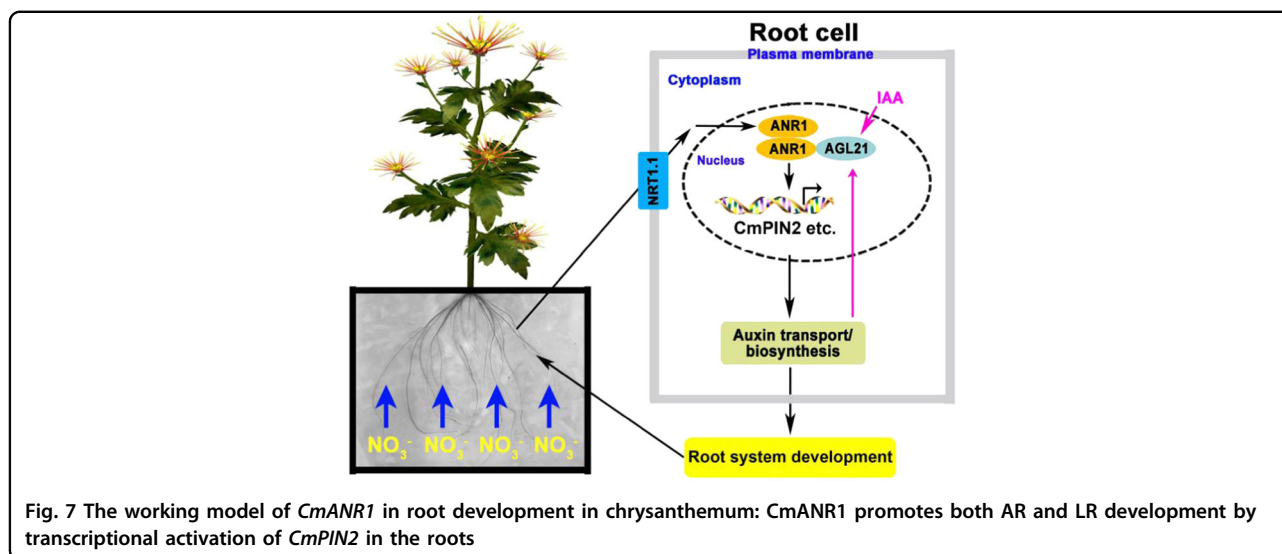 Root cell
Plasma membrane
Cytoplasm
IAA
ANR1
ANR1
AGL21
Nucleus
NRT1.1
CmPIN2 etc.
Auxin transport/
biosynthesis
NO₃⁻ NO₃⁻ NO₃⁻ NO₃⁻
Root system development
Fig. 7 The working model of CmANR1 in root development in chrysanthemum: CmANR1 promotes both AR and LR development by
transcriptional activation of CmPIN2 in the roots